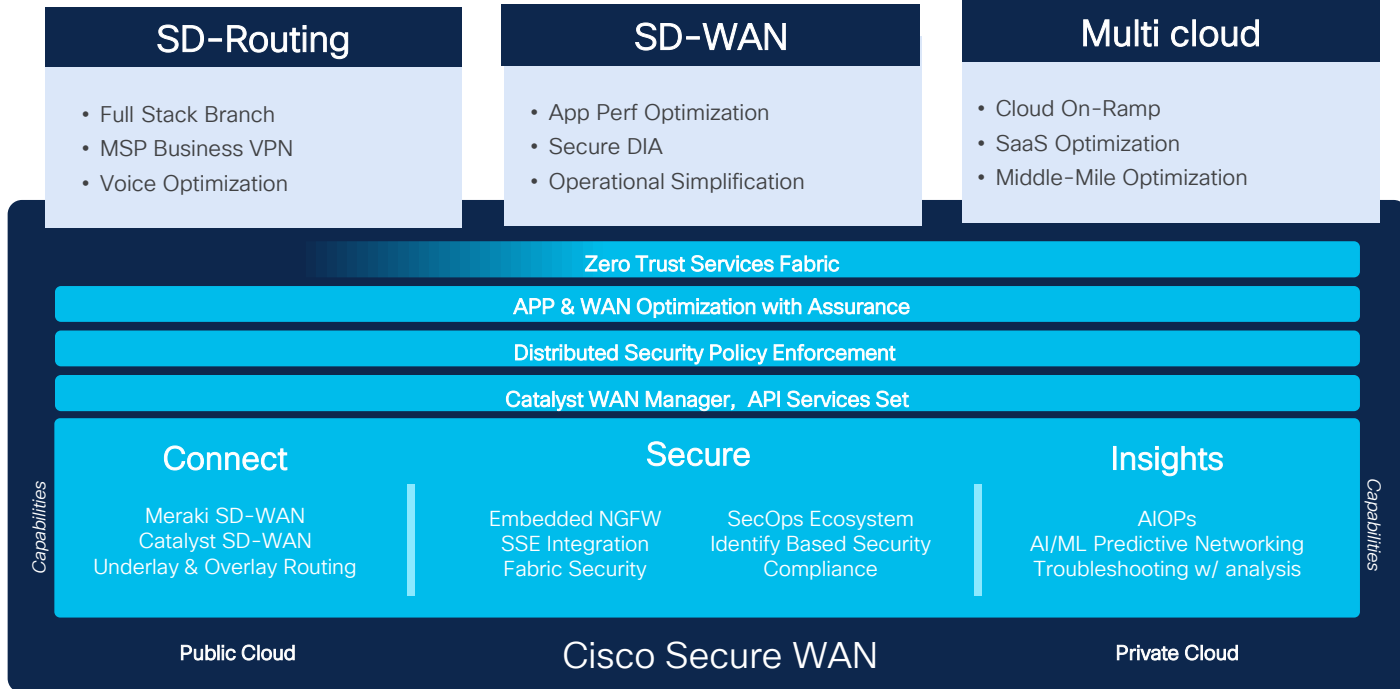 SD-Routing
• Full Stack Branch
• MSP Business VPN
• Voice Optimization
SD-WAN
• App Perf Optimization
• Secure DIA
• Operational Simplification
Multi cloud
• Cloud On-Ramp
• SaaS Optimization
• Middle-Mile Optimization
Zero Trust Services Fabric
APP & WAN Optimization with Assurance
Distributed Security Policy Enforcement
Catalyst WAN Manager, API Services Set
Capabilities
Connect
Meraki SD-WAN
Catalyst SD-WAN
Underlay & Overlay Routing
Secure
Embedded NGFW
SSE Integration
Fabric Security
SecOps Ecosystem
Identify Based Security
Compliance
Insights
AIOPs
AI/ML Predictive Networking
Troubleshooting w/ analysis
Capabilities
Public Cloud
Cisco Secure WAN
Private Cloud